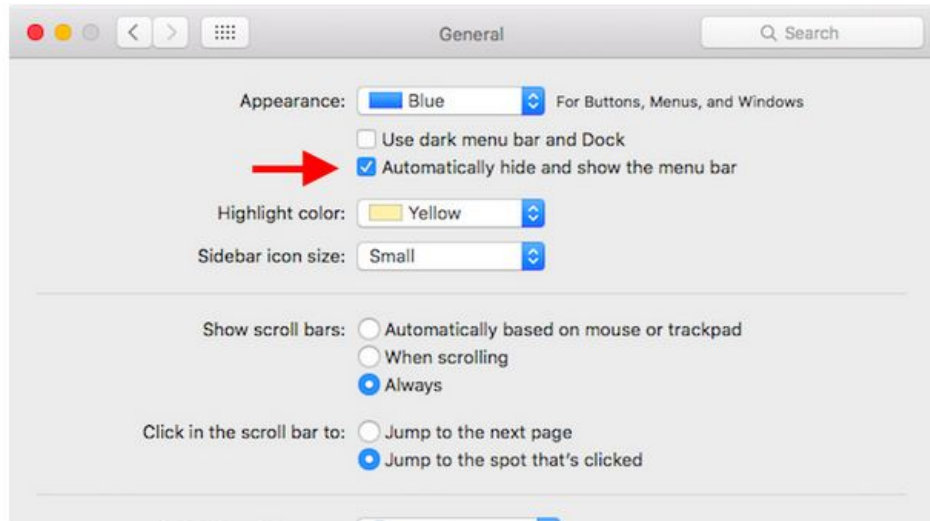 General
Search
Appearance: Blue For Buttons, Menus, and Windows
Use dark menu bar and Dock
Automatically hide and show the menu bar
Highlight color: Yellow
Sidebar icon size: Small
Show scroll bars: Automatically based on mouse or trackpad
When scrolling
Always
Click in the scroll bar to: Jump to the next page
Jump to the spot that's clicked